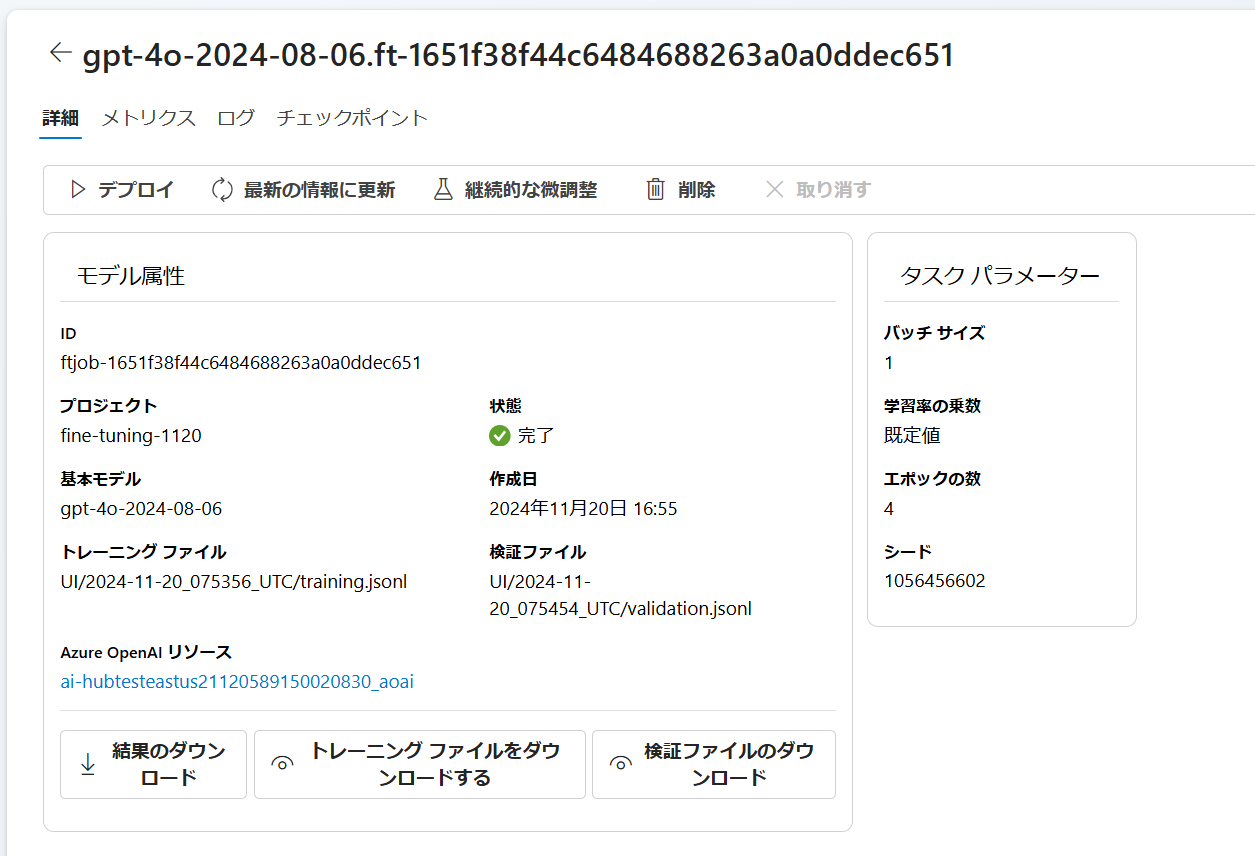 gpt-4o-2024-08-06.ft-1651f38f44c6484688263a0a0ddec651
詳細 メトリクス ログ チェックポイント
デプロイ 最新の情報に更新 継続的な微調整 削除 取り消す
モデル属性
ID
ftjob-1651f38f44c6484688263a0a0ddec651
プロジェクト 状態
fine-tuning-1120 完了
基本モデル 作成日
gpt-4o-2024-08-06 2024年11月20日 16:55
トレーニング ファイル 検証ファイル
UI/2024-11-20_075356_UTC/training.jsonl UI/2024-11-
20_075454_UTC/validation.jsonl
Azure OpenAI リソース
ai-hubtesteastus21120589150020830_aoai
結果のダウン
ロード
トレーニング ファイルをダウ
ンロードする
検証ファイルのダウ
ンロード
タスク パラメーター
バッチ サイズ
1
学習率の乗数
既定値
エポックの数
4
シード
1056456602